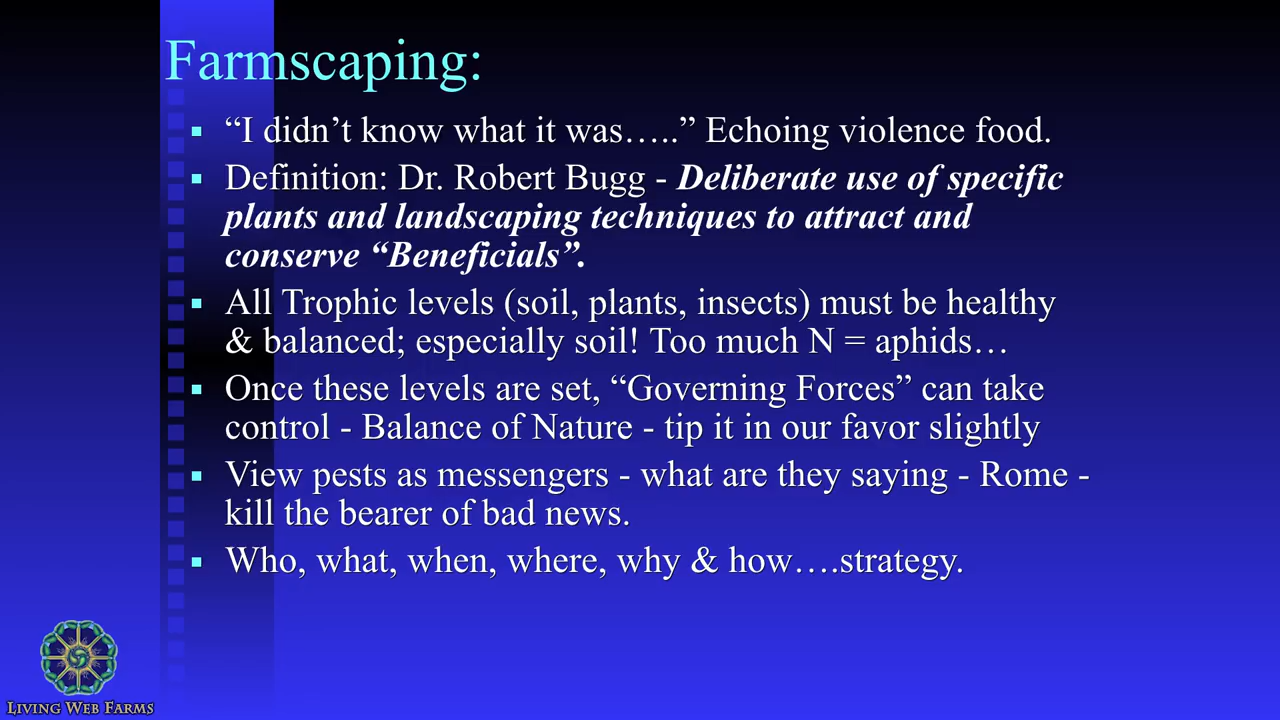 Farmscaping:
▪ “I didn’t know what it was…..” Echoing violence food.
▪ Definition: Dr. Robert Bugg - Deliberate use of specific
plants and landscaping techniques to attract and
conserve “Beneficials”.
▪ All Trophic levels (soil, plants, insects) must be healthy
& balanced; especially soil! Too much N = aphids…
▪ Once these levels are set, “Governing Forces” can take
control - Balance of Nature - tip it in our favor slightly
▪ View pests as messengers - what are they saying - Rome -
kill the bearer of bad news.
▪ Who, what, when, where, why & how….strategy.
LIVING WEB FARMS